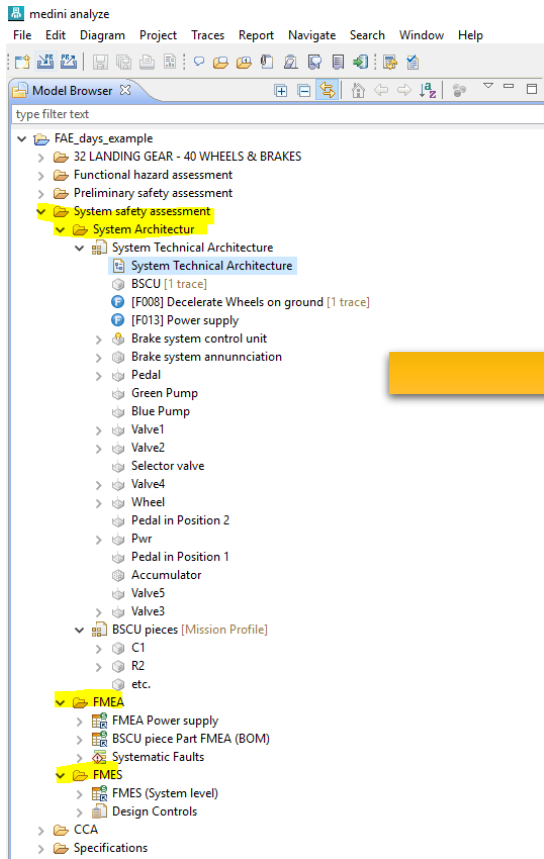 medini analyze
File Edit Diagram Project Traces Report Navigate Search Window Help
Model Browser
type filter text
FAE_days_example
32 LANDING GEAR - 40 WHEELS & BRAKES
Functional hazard assessment
Preliminary safety assessment
System safety assessment
System Architectur
System Technical Architecture
System Technical Architecture
BSCU [1 trace]
[F008] Decelerate Wheels on ground [1 trace]
[F013] Power supply
Brake system control unit
Brake system annunnciation
Pedal
Green Pump
Blue Pump
Valve1
Valve2
Selector valve
Valve4
Wheel
Pedal in Position 2
Pwr
Pedal in Position 1
Accumulator
Valve5
Valve3
BSCU pieces [Mission Profile]
C1
R2
etc.
FMEA
FMEA Power supply
BSCU piece Part FMEA (BOM)
Systematic Faults
FMES
FMES (System level)
Design Controls
CCA
Specifications